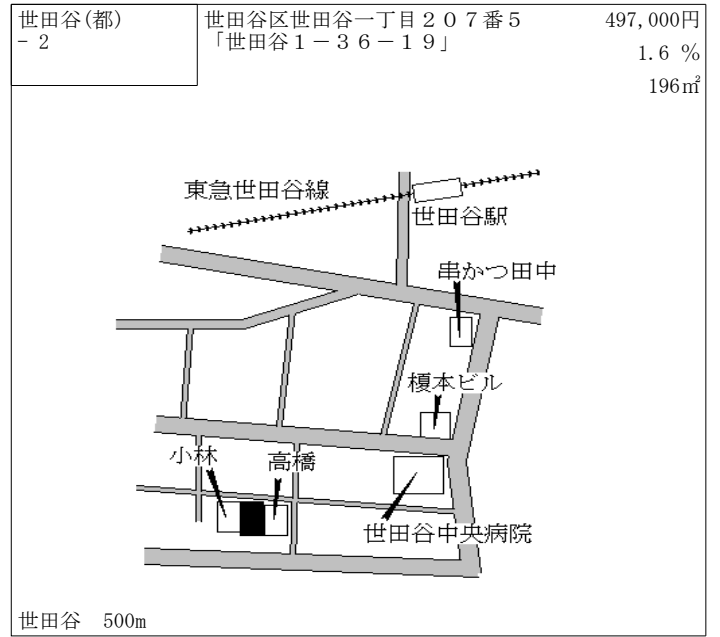 世田谷(都)
- 2
世田谷区世田谷一丁目２０７番５
「世田谷１－３６－１９」
497,000円
1.6 %
196㎡
東急世田谷線
世田谷駅
串かつ田中
榎本ビル
小林
高橋
世田谷中央病院
世田谷 500m